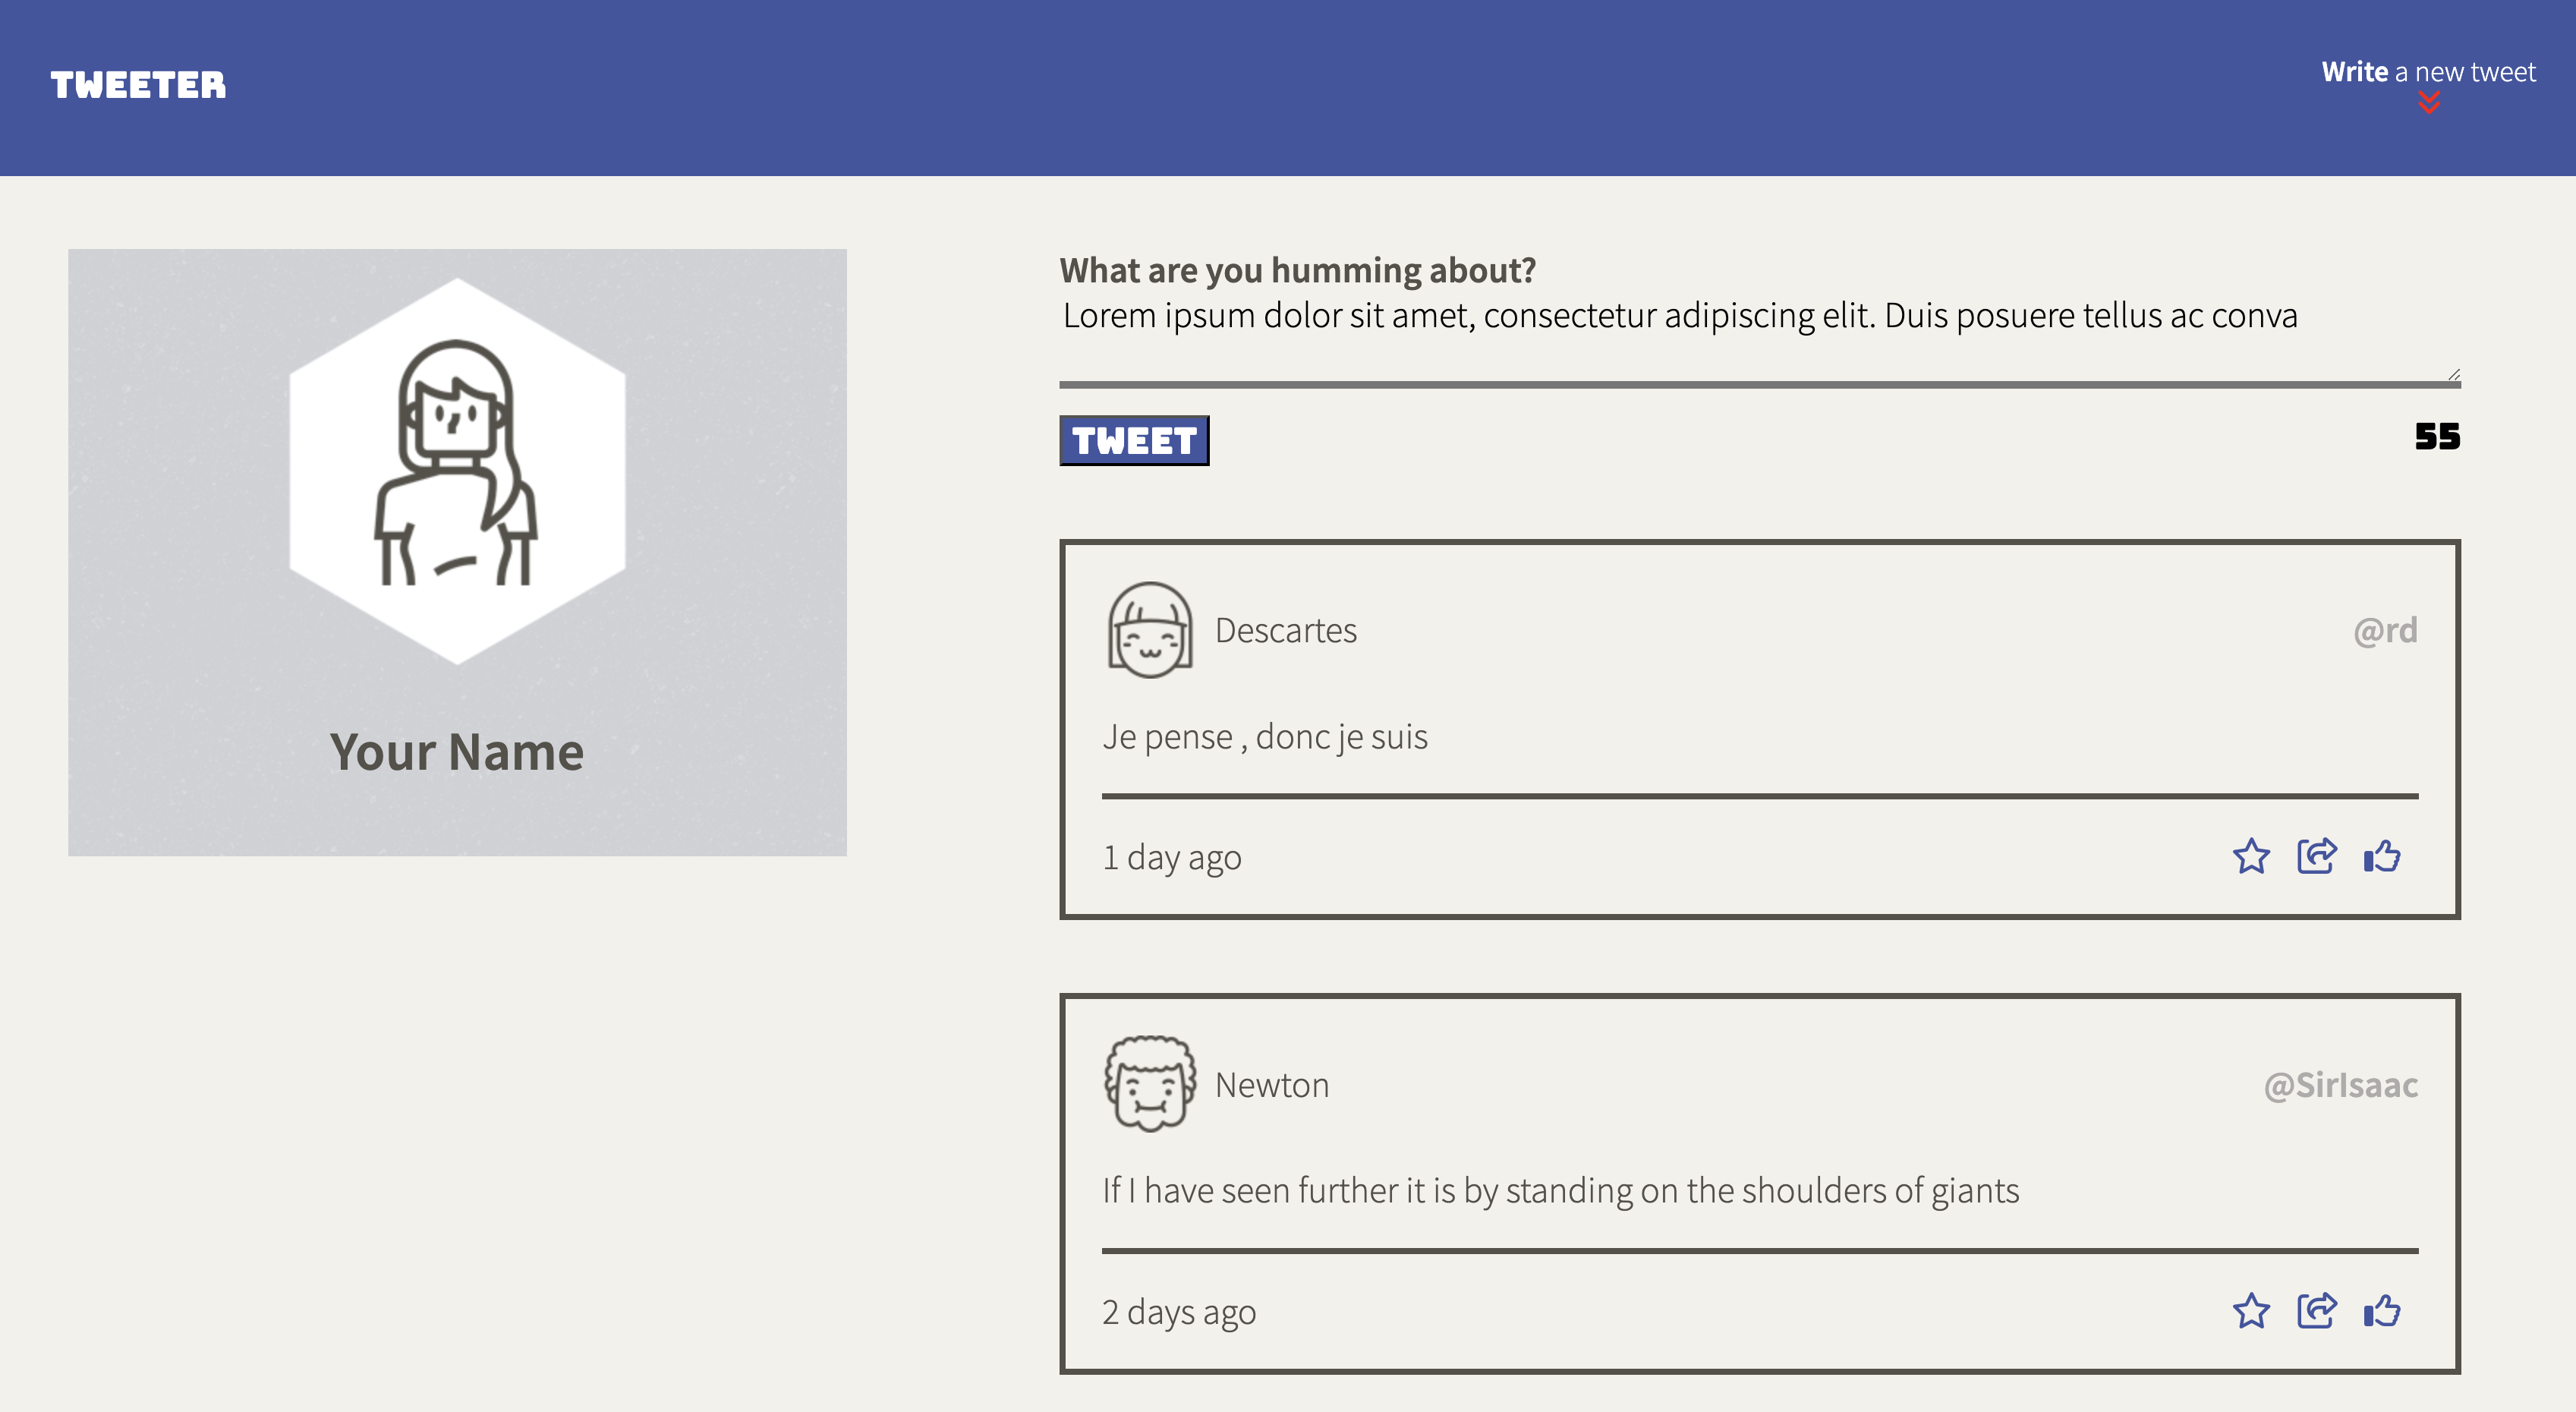 TWEETER
Write a new tweet
Your Name
What are you humming about?
Lorem ipsum dolor sit amet, consectetur adipiscing elit. Duis posuere tellus ac conva
TWEET
55
Descartes
@rd
Je pense , donc je suis
1 day ago
Newton
@SirIsaac
If I have seen further it is by standing on the shoulders of giants
2 days ago